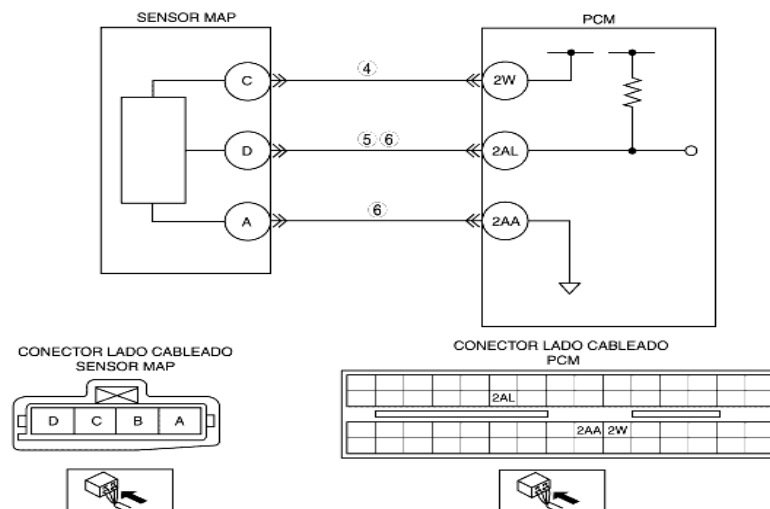 SENSOR MAP
PCM
C
4
2W
D
5 6
2AL
A
6
2AA
CONECTOR LADO CABLEADO
SENSOR MAP
CONECTOR LADO CABLEADO
PCM
2AL
D C B A
2AA 2W